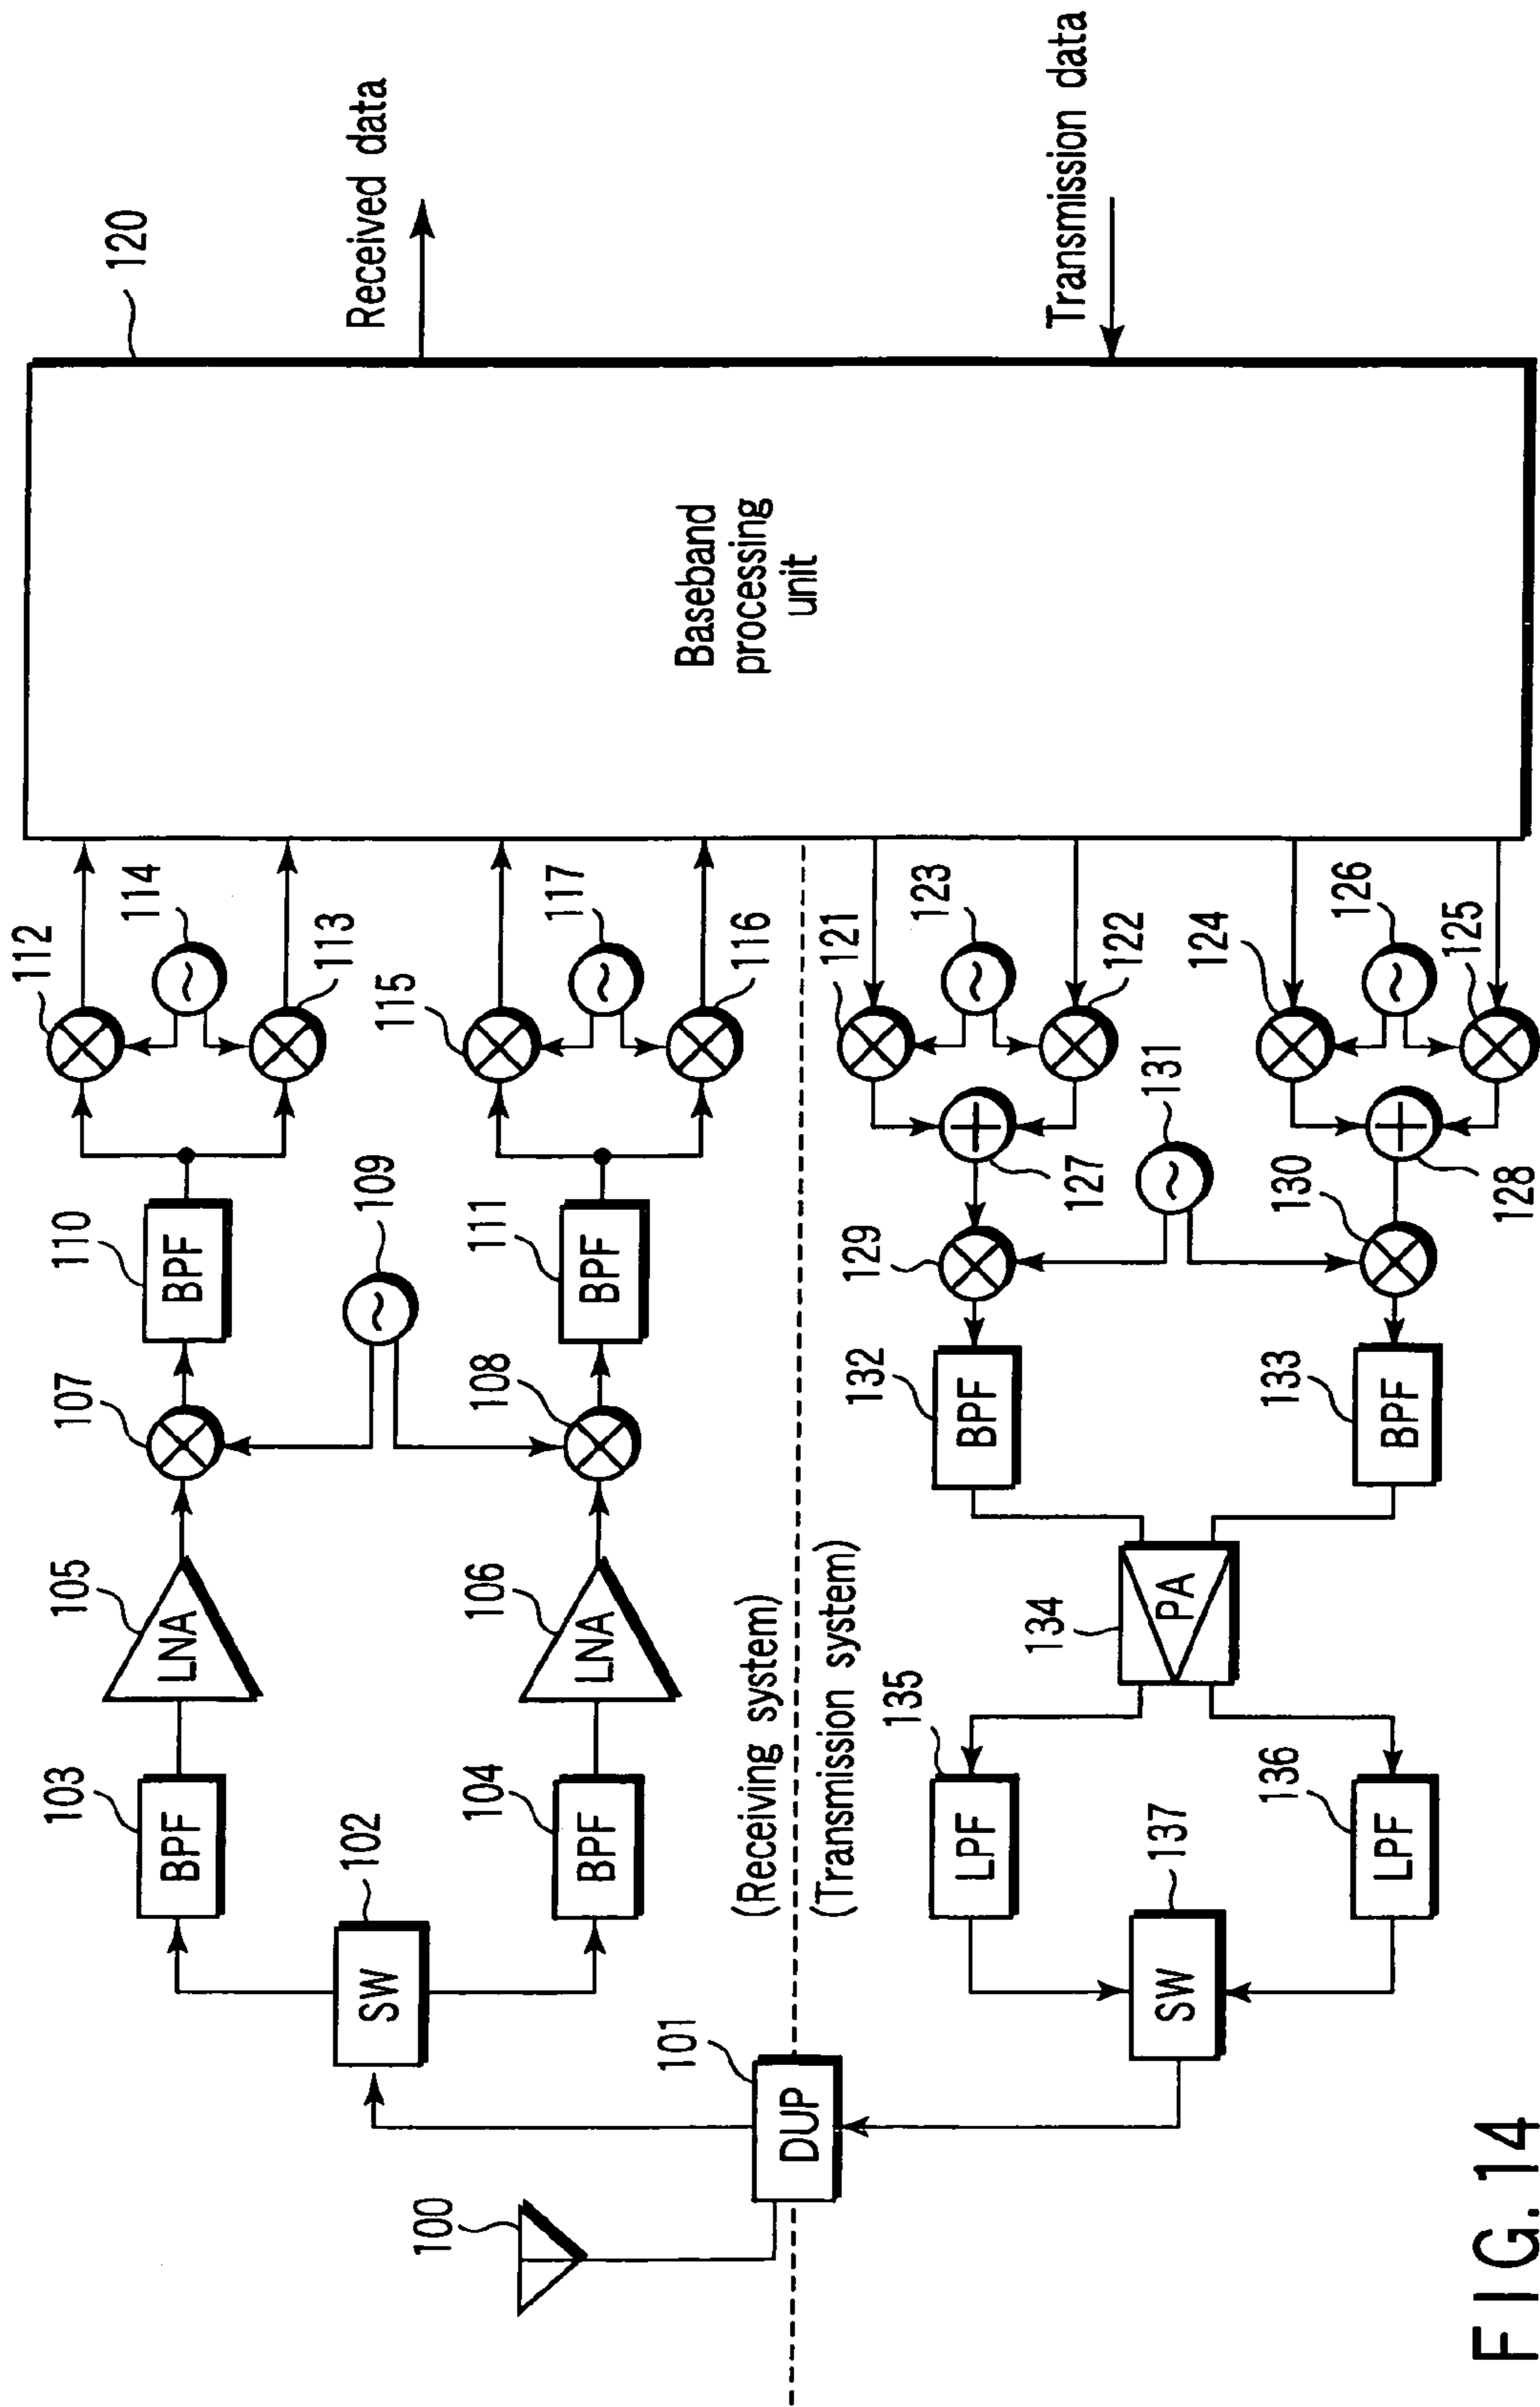 120
Received data
Transmission data
Baseband
processing
unit
112
114
113
115
117
116
121
123
122
124
126
125
110
BPF
109
111
BPF
127
131
130
128
107
108
129
132
BPF
133
BPF
105
LNA
106
LNA
134
PA
(Receiving system)
(Transmission system)
103
BPF
102
SW
104
BPF
135
LPF
137
SW
136
LPF
101
DUP
100
FIG. 14